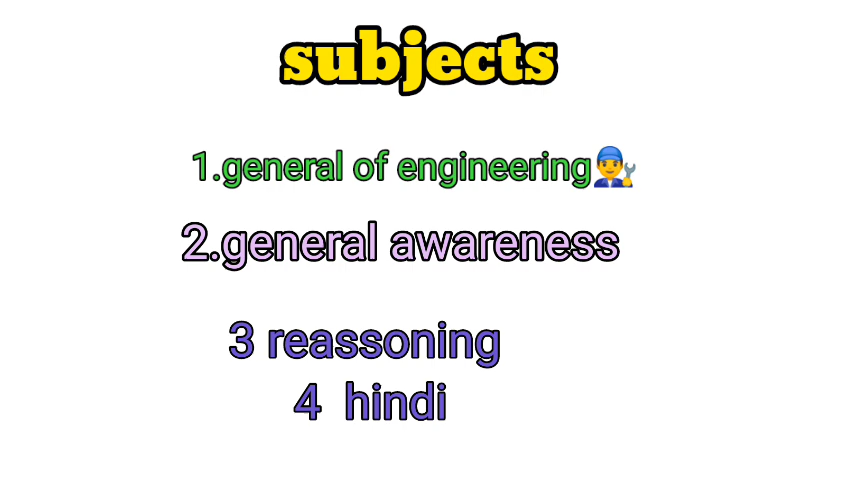 subjects
1.general of engineering👨‍🔧
2.general awareness
3 reassoning
4 hindi